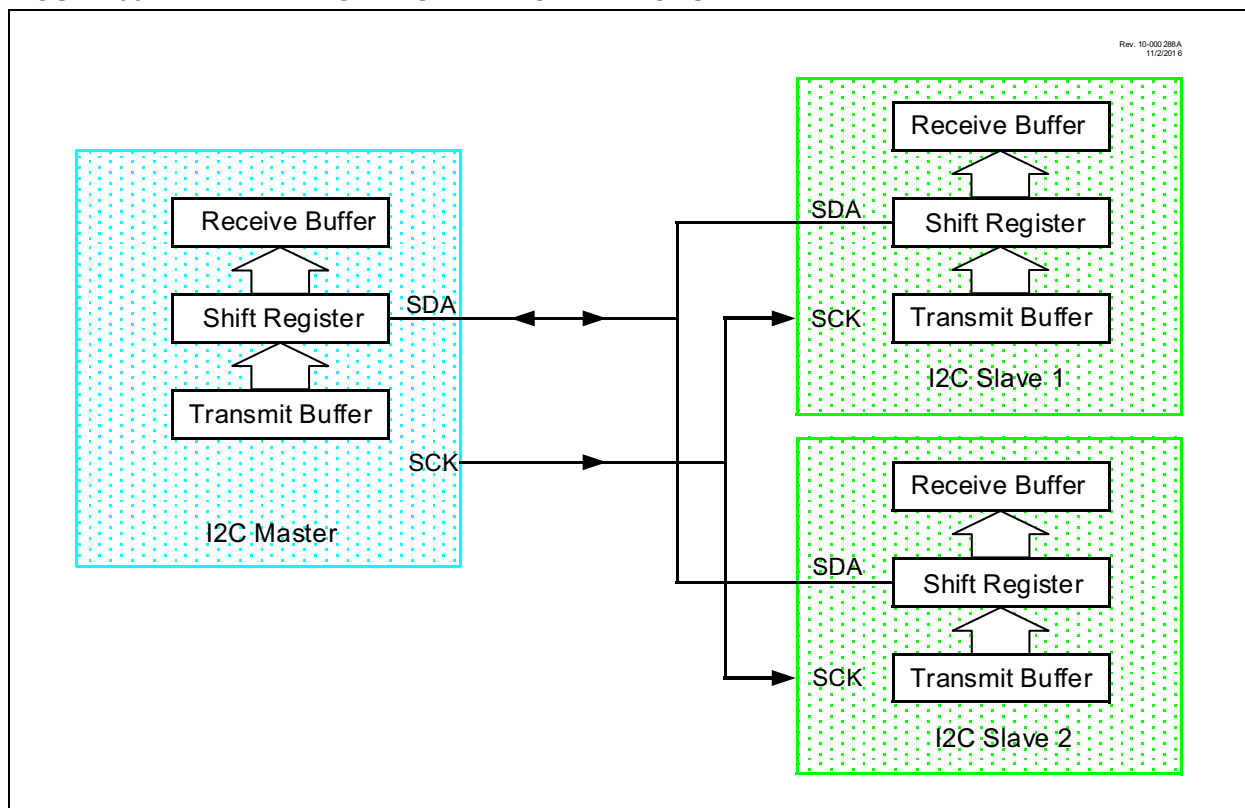 Rev. 10-000 288A
11/2/201 6
Receive Buffer
SDA
Shift Register
SCK
Transmit Buffer
I2C Slave 1
Receive Buffer
Shift Register
SDA
Transmit Buffer
SCK
I2C Master
Receive Buffer
SDA
Shift Register
SCK
Transmit Buffer
I2C Slave 2